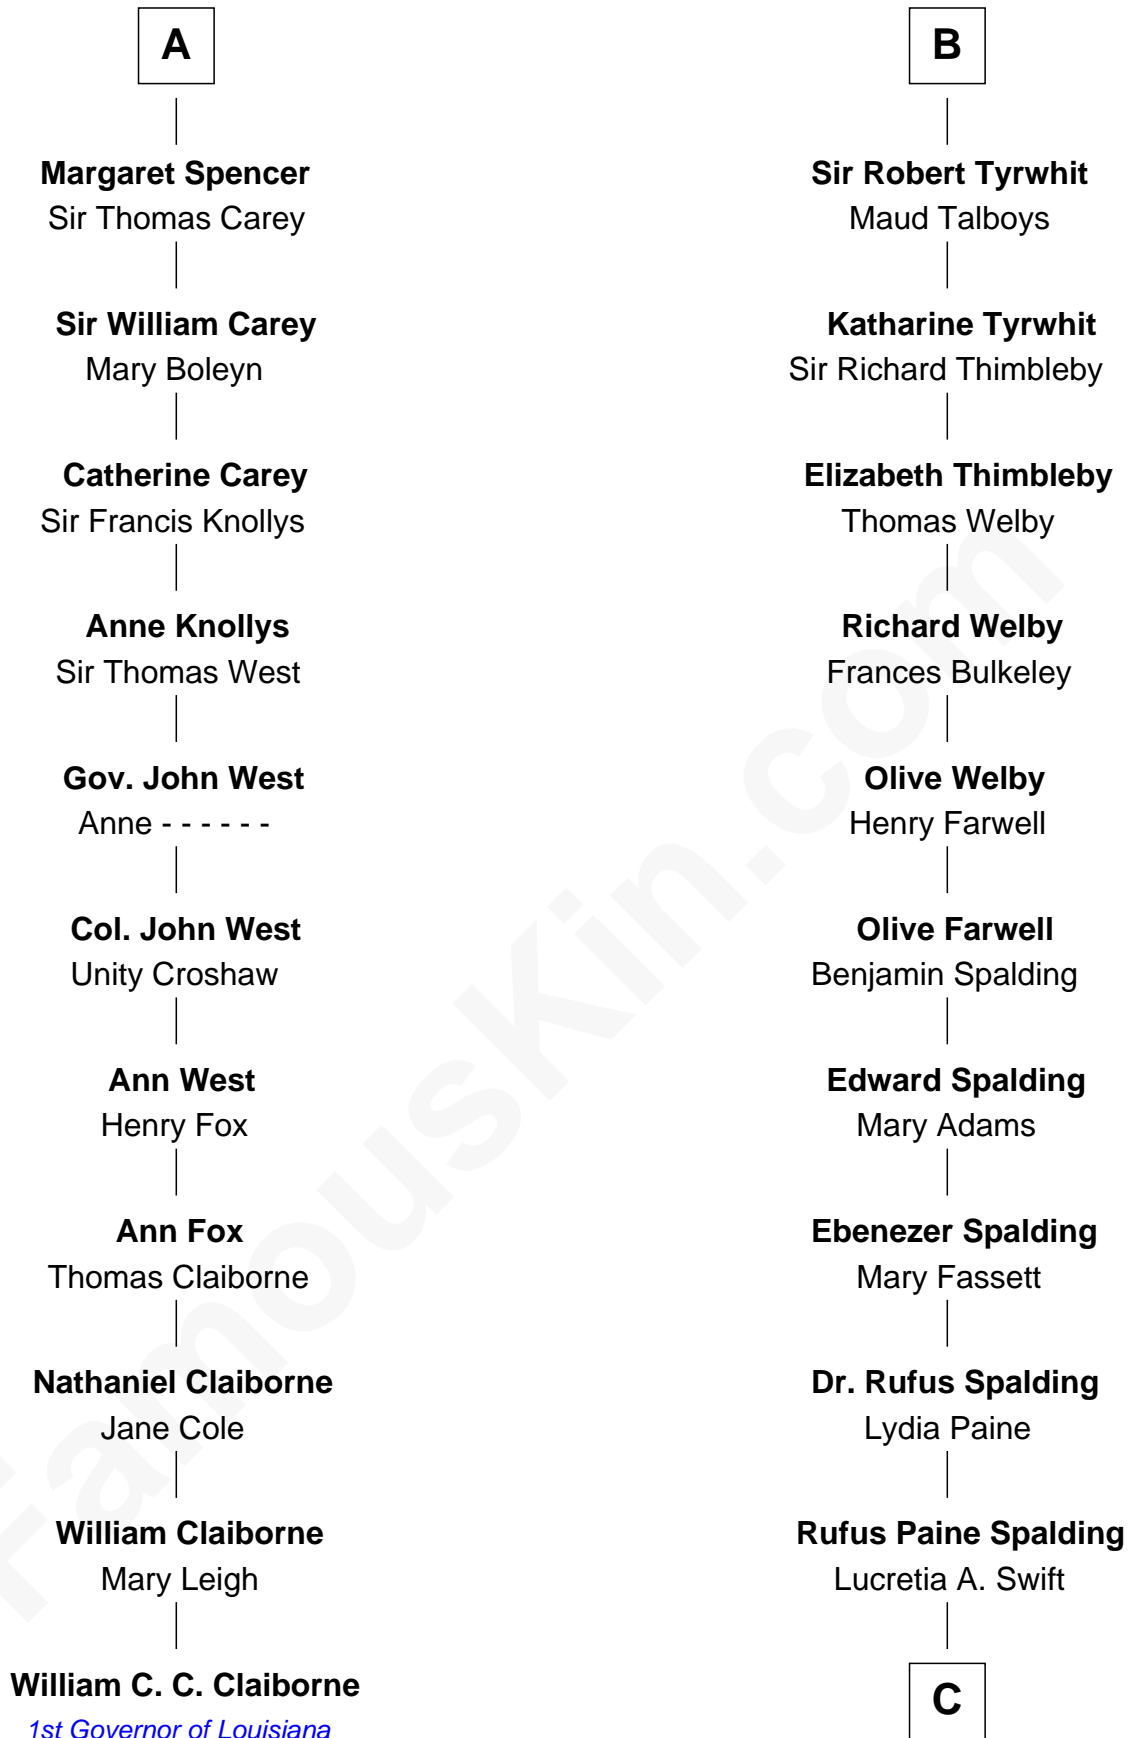 A
Margaret Spencer
Sir Thomas Carey
Sir William Carey
Mary Boleyn
Catherine Carey
Sir Francis Knollys
Anne Knollys
Sir Thomas West
Gov. John West
Anne - - - - - -
Col. John West
Unity Croshaw
Ann West
Henry Fox
Ann Fox
Thomas Claiborne
Nathaniel Claiborne
Jane Cole
William Claiborne
Mary Leigh
William C. C. Claiborne
1st Governor of Louisiana
B
Sir Robert Tyrwhit
Maud Talboys
Katharine Tyrwhit
Sir Richard Thimbleby
Elizabeth Thimbleby
Thomas Welby
Richard Welby
Frances Bulkeley
Olive Welby
Henry Farwell
Olive Farwell
Benjamin Spalding
Edward Spalding
Mary Adams
Ebenezer Spalding
Mary Fassett
Dr. Rufus Spalding
Lydia Paine
Rufus Paine Spalding
Lucretia A. Swift
C
FamousKin.com